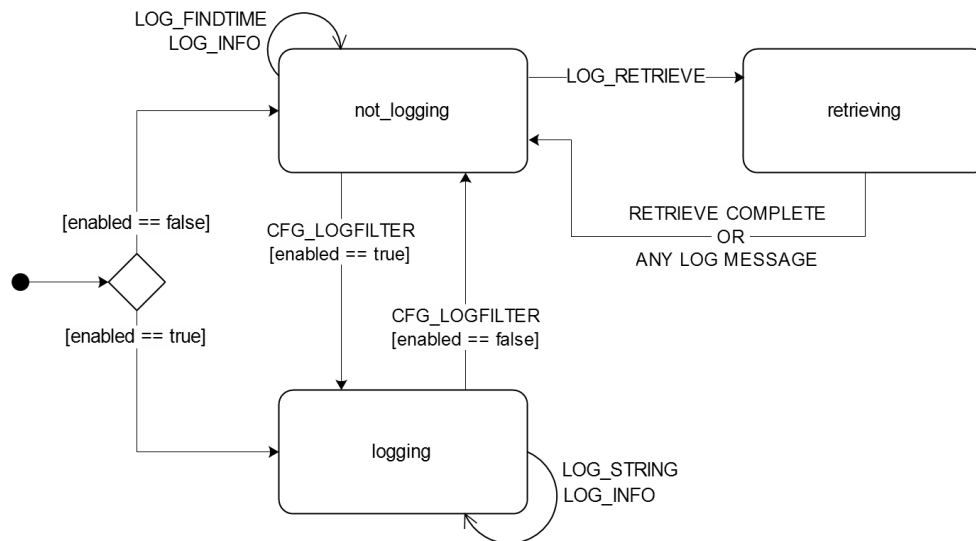 LOG_FINDTIME
LOG_INFO
not_logging
LOG_RETRIEVE
retrieving
[enabled == false]
CFG_LOGFILTER
[enabled == true]
RETRIEVE COMPLETE
OR
ANY LOG MESSAGE
[enabled == true]
CFG_LOGFILTER
[enabled == false]
logging
LOG_STRING
LOG_INFO